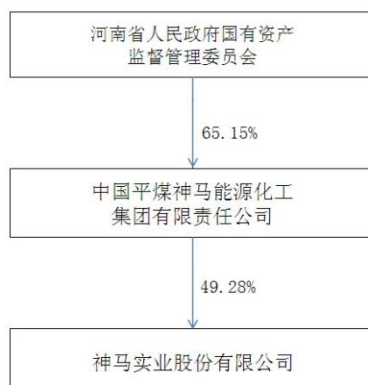 河南省人民政府国有资产
监督管理委员会
65.15%
中国平煤神马能源化工
集团有限责任公司
49.28%
神马实业股份有限公司